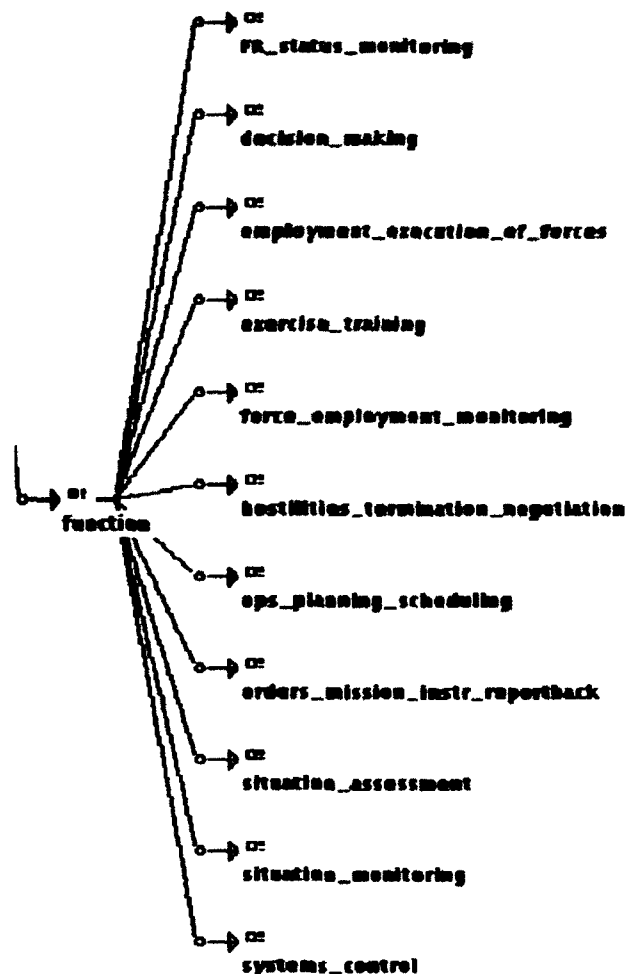 FR_status_monitoring
decision_making
employment_execution_of_forces
exercise_training
force_employment_monitoring
hostilities_termination_negotiation
function
ops_planning_scheduling
orders_mission_instr_reportback
situation_assessment
situation_monitoring
systems_control